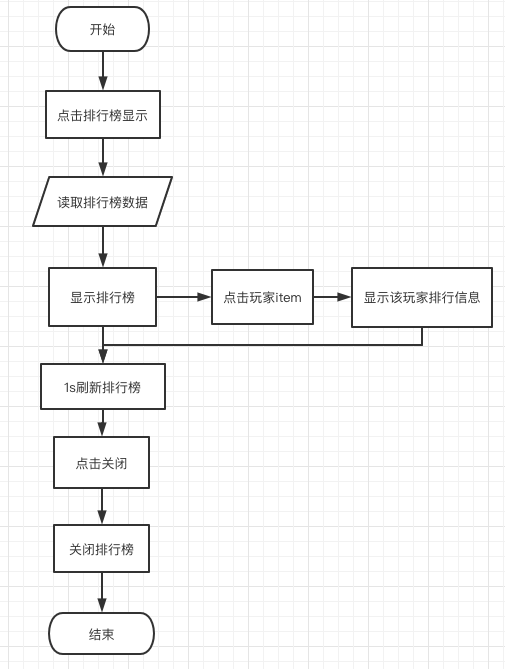 开始
点击排行榜显示
读取排行榜数据
显示排行榜
点击玩家item
显示该玩家排行信息
1s刷新排行榜
点击关闭
关闭排行榜
结束